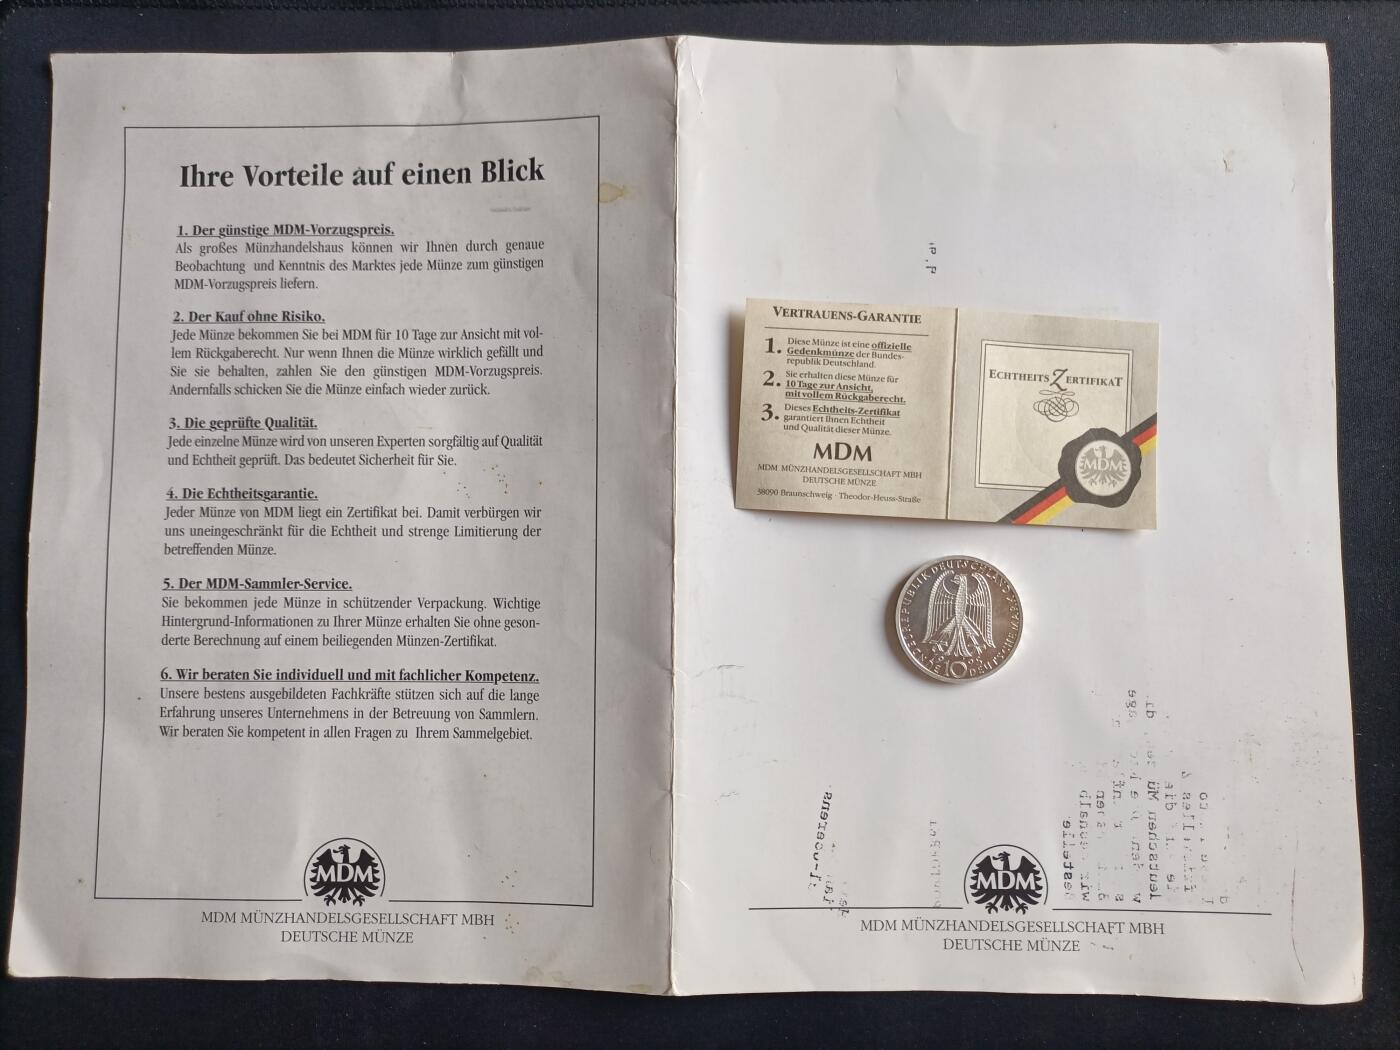 Ihre Vorteile auf einen Blick
1. Der günstige MDM-Vorzugspreis.
Als großes Münzhandelshaus können wir Ihnen durch genaue
Beobachtung und Kenntnis des Marktes jede Münze zum günstigen
MDM-Vorzugspreis liefern.
2. Der Kauf ohne Risiko.
Jede Münze bekommen Sie bei MDM für 10 Tage zur Ansicht mit vol-
lem Rückgaberecht. Nur wenn Ihnen die Münze wirklich gefällt und
Sie sie behalten, zahlen Sie den günstigen MDM-Vorzugspreis.
Andernfalls schicken Sie die Münze einfach wieder zurück.
3. Die geprüfte Qualität.
Jede einzelne Münze wird von unseren Experten sorgfältig auf Qualität
und Echtheit geprüft. Das bedeutet Sicherheit für Sie.
4. Die Echtheitsgarantie.
Jeder Münze von MDM liegt ein Zertifikat bei. Damit verbürgen wir
uns uneingeschränkt für die Echtheit und strenge Limitierung der
betreffenden Münze.
5. Der MDM-Sammler-Service.
Sie bekommen jede Münze in schützender Verpackung. Wichtige
Hintergrund-Informationen zu Ihrer Münze erhalten Sie ohne geson-
derte Berechnung auf einem beiliegenden Münzen-Zertifikat.
6. Wir beraten Sie individuell und mit fachlicher Kompetenz.
Unsere bestens ausgebildeten Fachkräfte stützen sich auf die lange
Erfahrung unseres Unternehmens in der Betreuung von Sammlern.
Wir beraten Sie kompetent in allen Fragen zu Ihrem Sammelgebiet.
MDM
MDM MÜNZHANDELSGESELLSCHAFT MBH
DEUTSCHE MÜNZE
VERTRAUENS-GARANTIE
1. Diese Münze ist eine offizielle
Gedenkmünze der Bundes-
republik Deutschland.
2. Sie erhalten diese Münze für
10 Tage zur Ansicht,
mit vollem Rückgaberecht.
3. Dieses Echtheits-Zertifikat
garantiert Ihnen Echtheit
und Qualität dieser Münze.
MDM
MDM MÜNZHANDELSGESELLSCHAFT MBH
DEUTSCHE MÜNZE
38090 Braunschweig · Theodor-Heuss-Straße
ECHTHEITS ZERTIFIKAT
MDM
BUNDESREPUBLIK DEUTSCHLAND
10 DEUTSCHE MARK
MDM
MDM MÜNZHANDELSGESELLSCHAFT MBH
DEUTSCHE MÜNZE